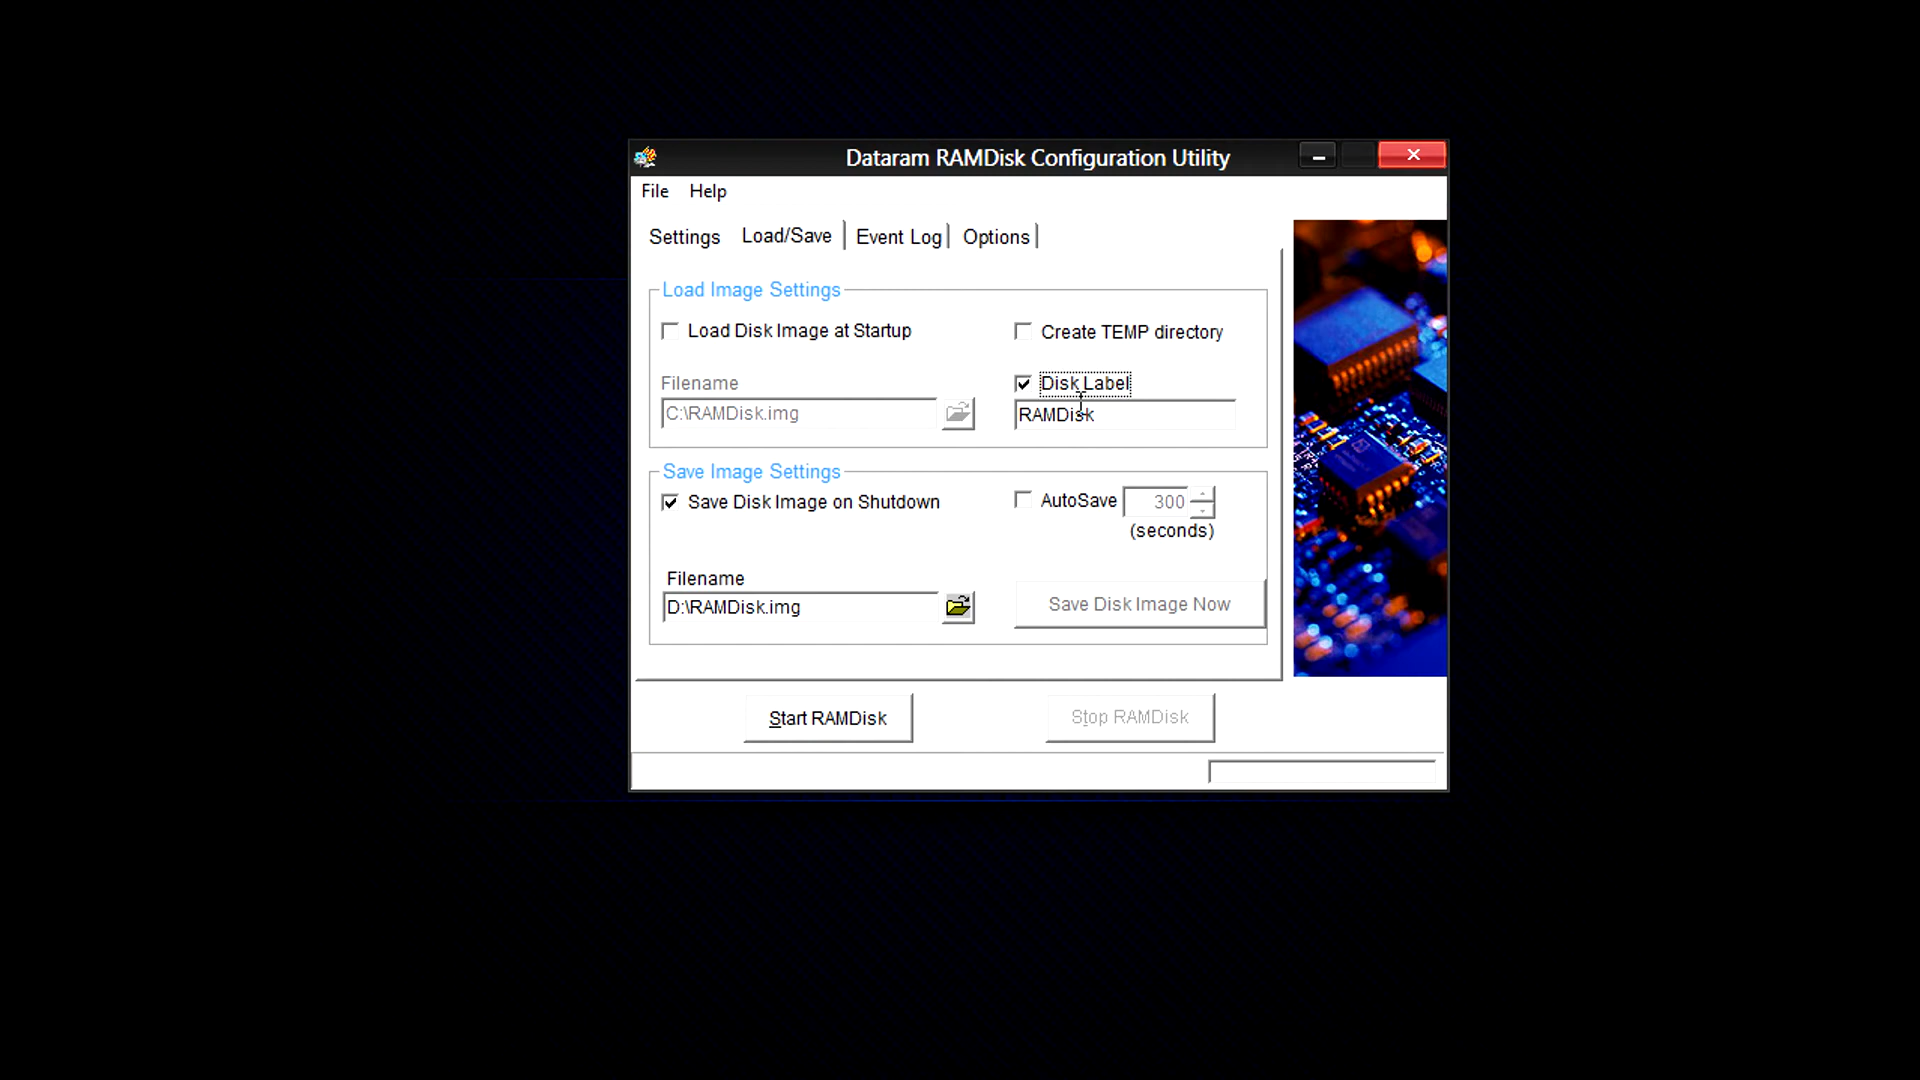 Dataram RAMDisk Configuration Utility
File Help
Settings Load/Save Event Log Options
Load Image Settings
Load Disk Image at Startup
Create TEMP directory
Filename
Disk Label
C:\RAMDisk.img
RAMDisk
Save Image Settings
Save Disk Image on Shutdown
AutoSave 300
(seconds)
Filename
D:\RAMDisk.img
Save Disk Image Now
Start RAMDisk
Stop RAMDisk